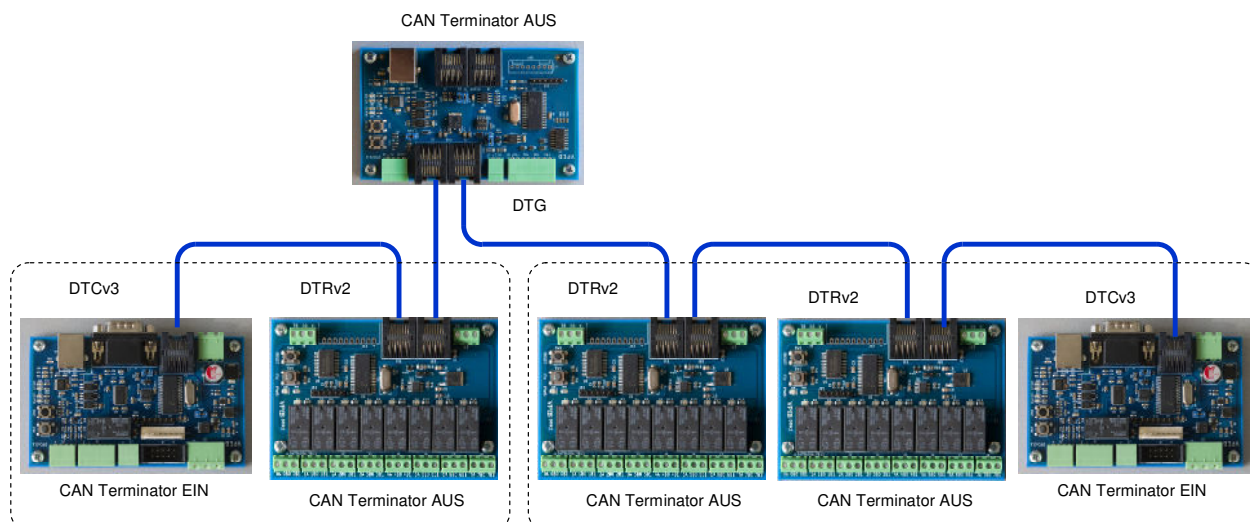 CAN Terminator AUS
DTG
DTCv3
DTRv2
DTRv2
DTRv2
DTCv3
CAN Terminator EIN
CAN Terminator AUS
CAN Terminator AUS
CAN Terminator AUS
CAN Terminator EIN